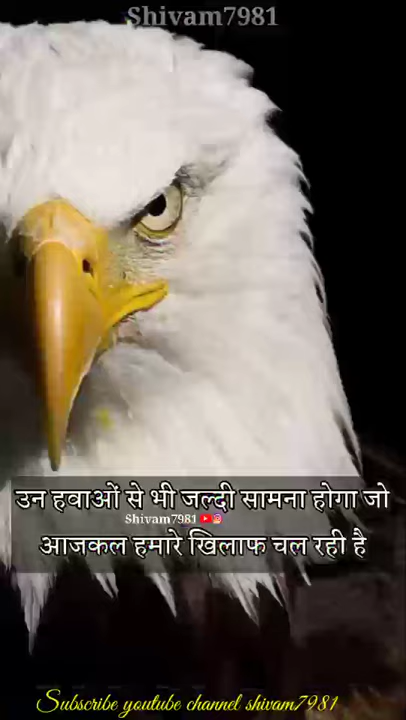 Shivam7981
उन हवाओं से भी जल्दी सामना होगा जो
Shivam7981
आजकल हमारे खिलाफ चल रही है
Subscribe youtube channel shivam7981